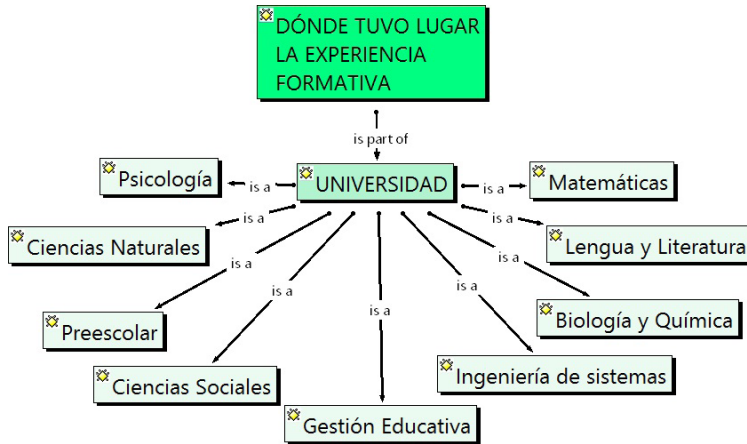 DÓNDE TUVO LUGAR
LA EXPERIENCIA
FORMATIVA
is part of
Psicología
is a
UNIVERSIDAD
is a
Matemáticas
Ciencias Naturales
is a
is a
Lengua y Literatura
is a
is a
is a
is a
is a
Preescolar
Biología y Química
Ciencias Sociales
Ingeniería de sistemas
Gestión Educativa